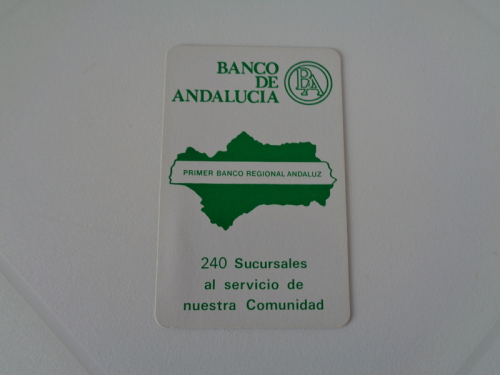 BANCO
DE
ANDALUCIA
BA
PRIMER BANCO REGIONAL ANDALUZ
240 Sucursales
al servicio de
nuestra Comunidad